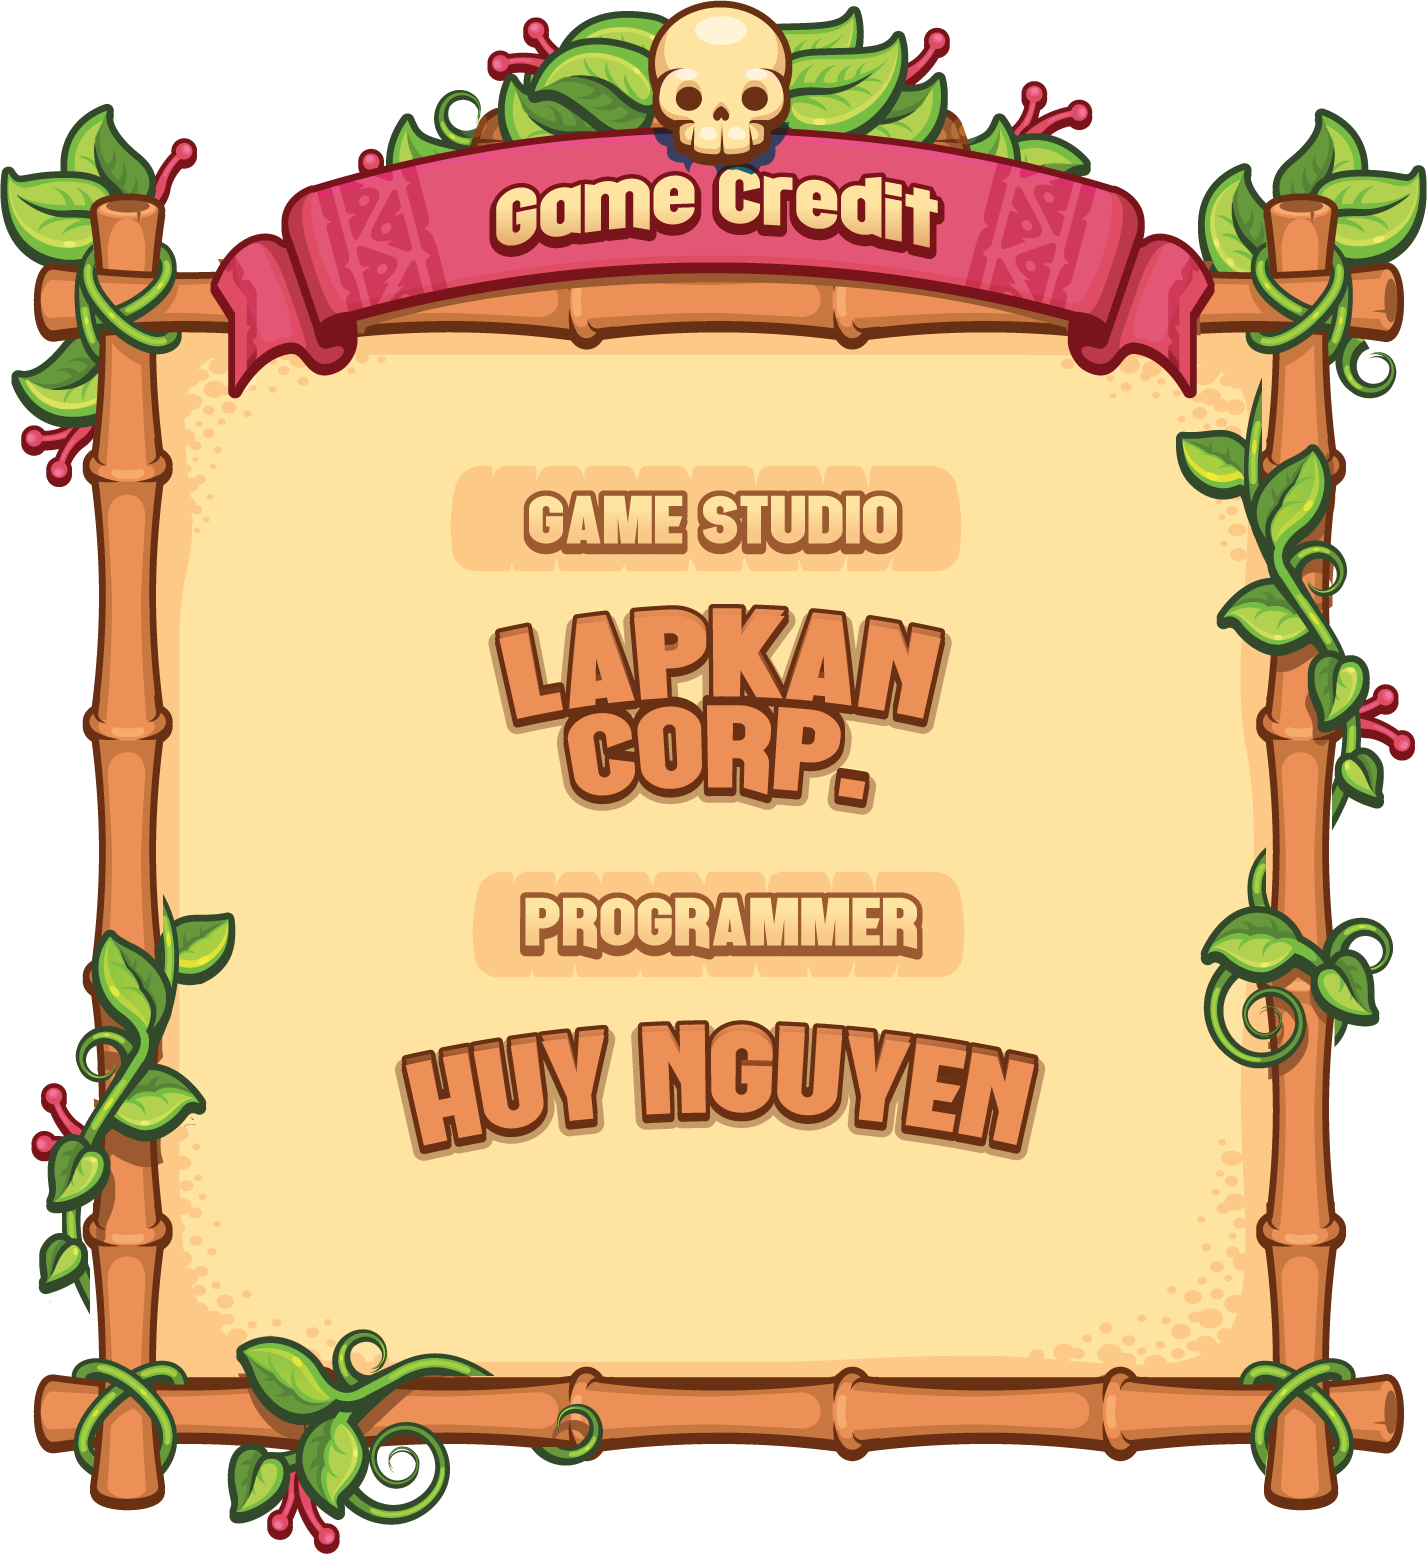 Game Credit
GAME STUDIO
LAPKAN
CORP.
PROGRAMMER
HUY NGUYEN